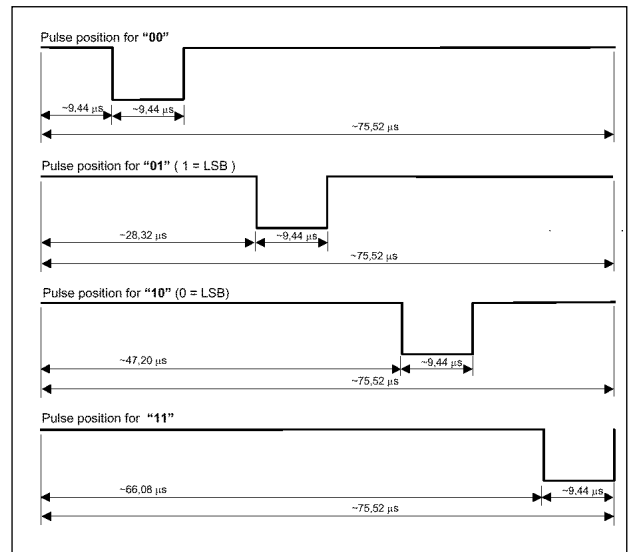 Pulse position for "00"
~9,44 µs ~9,44 µs
~75,52 µs
Pulse position for "01" ( 1 = LSB )
~28,32 µs ~9,44 µs
~75,52 µs
Pulse position for "10" (0 = LSB)
~47,20 µs ~9,44 µs
~75,52 µs
Pulse position for "11"
~66,08 µs ~9,44 µs
~75,52 µs